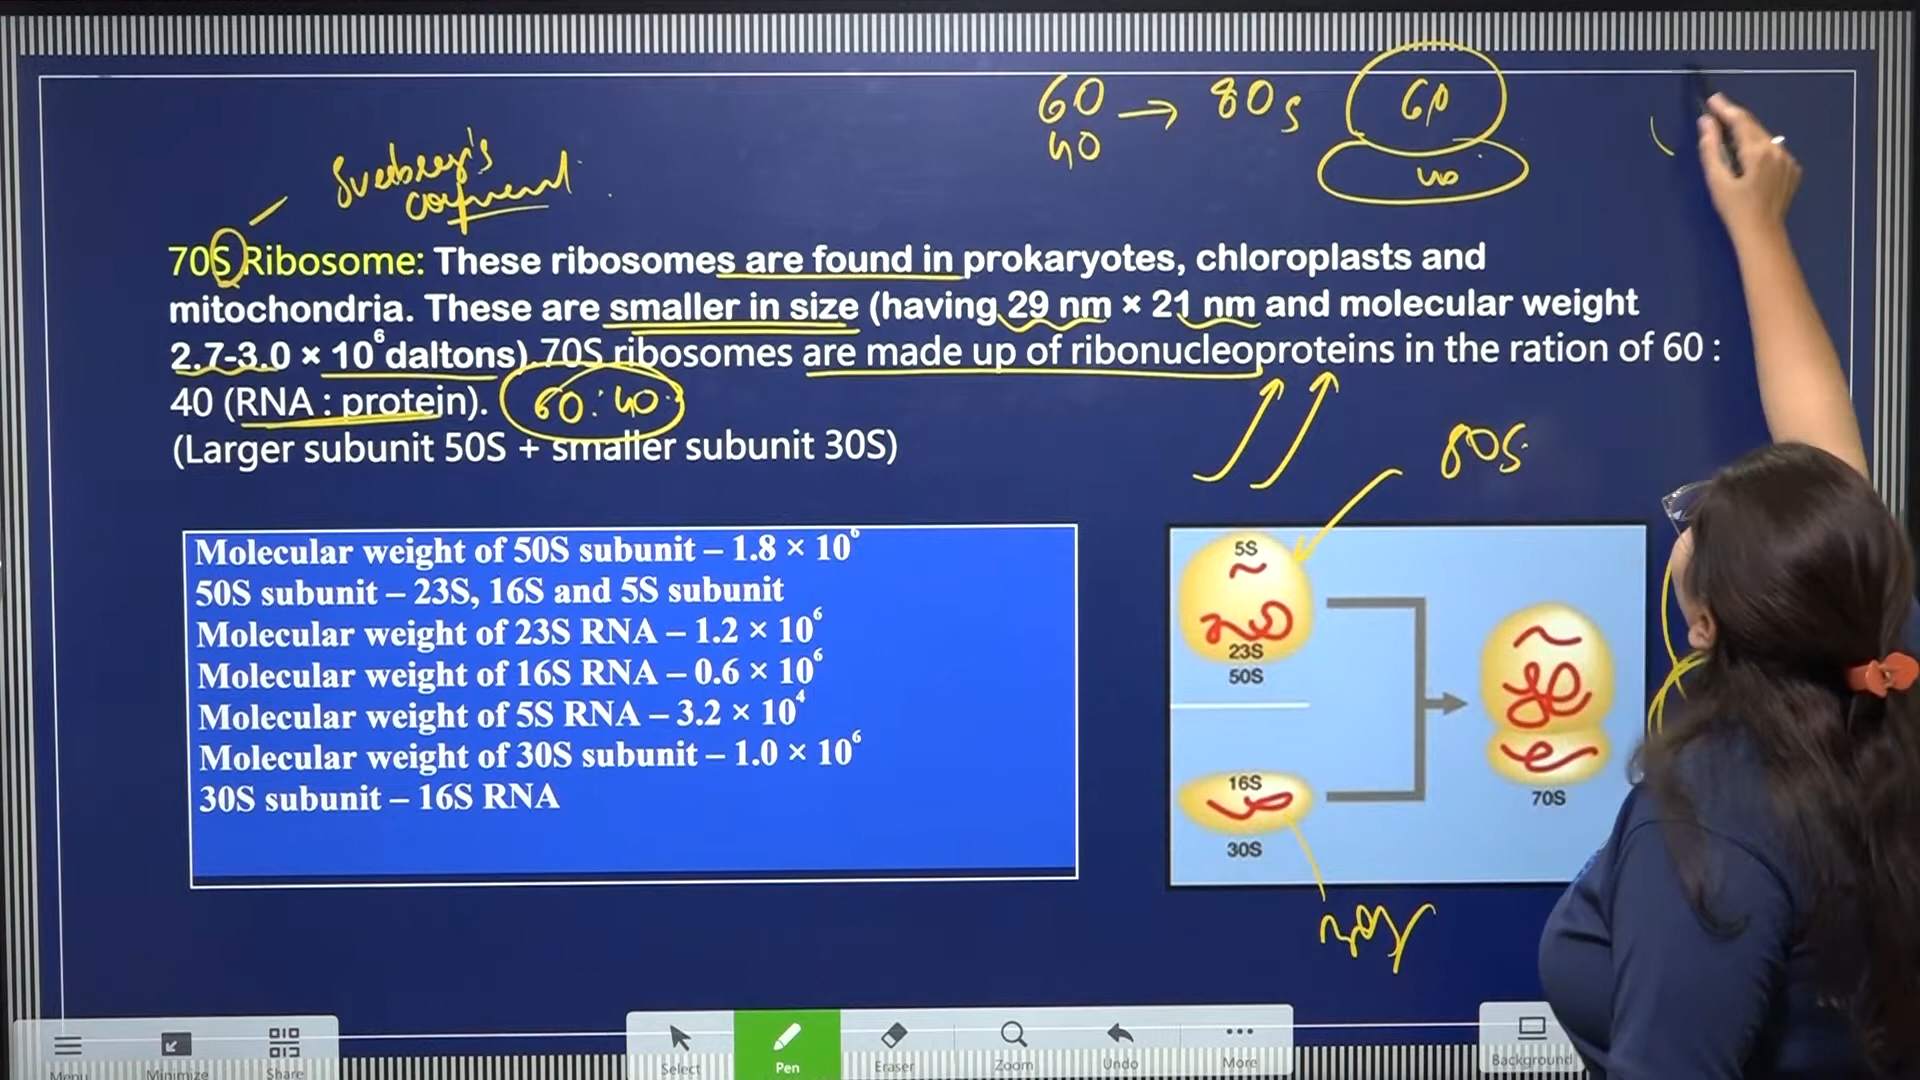 60 → 80s 60
40 40
70S Ribosome: These ribosomes are found in prokaryotes, chloroplasts and
mitochondria. These are smaller in size (having 29 nm × 21 nm and molecular weight
2.7-3.0 × 10⁶ daltons) 70S ribosomes are made up of ribonucleoproteins in the ration of 60 :
40 (RNA : protein). 60:40
(Larger subunit 50S + smaller subunit 30S)
80S
Molecular weight of 50S subunit – 1.8 × 10⁶
50S subunit – 23S, 16S and 5S subunit
Molecular weight of 23S RNA – 1.2 × 10⁶
Molecular weight of 16S RNA – 0.6 × 10⁶
Molecular weight of 5S RNA – 3.2 × 10⁴
Molecular weight of 30S subunit – 1.0 × 10⁶
30S subunit – 16S RNA
5S
23S
50S
16S
30S
70S
Menu Minimize Share Select Pen Eraser Zoom Undo More Background